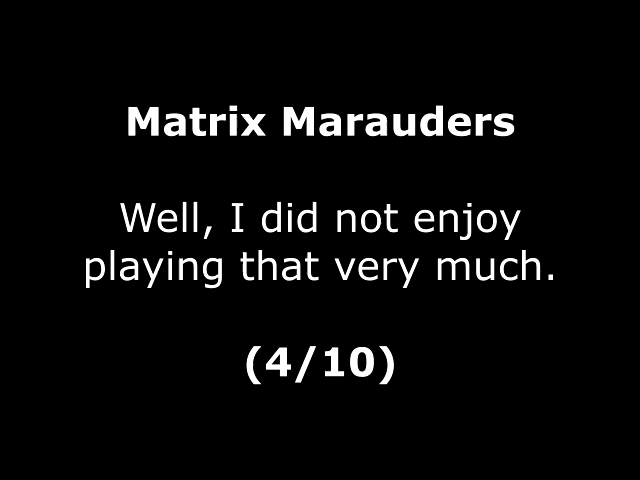 Matrix Marauders
Well, I did not enjoy
playing that very much.
(4/10)